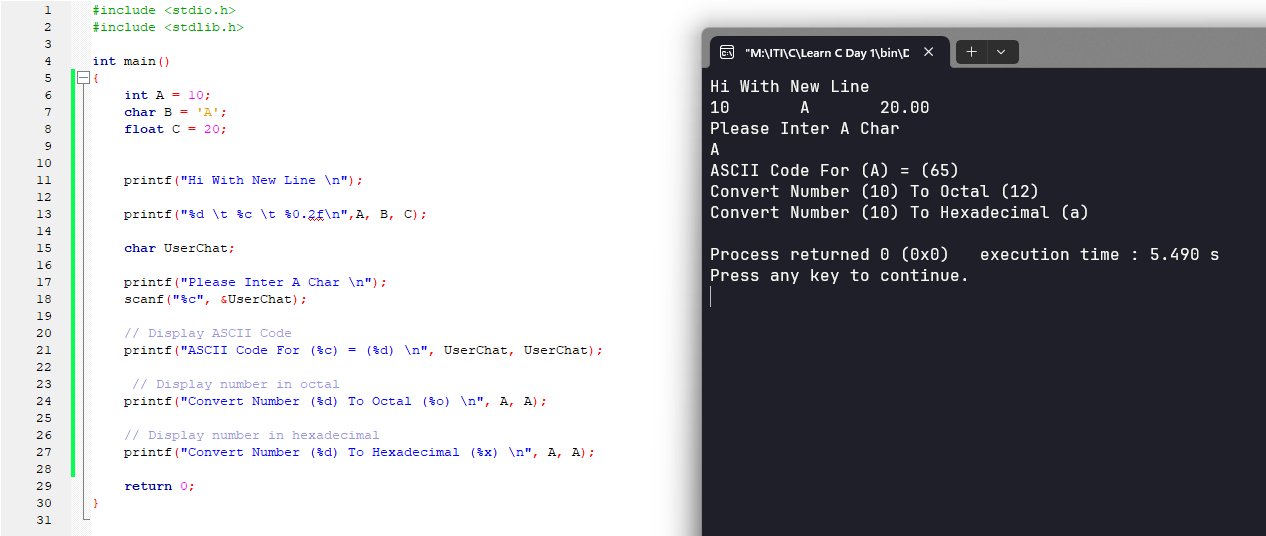 1 #include <stdio.h>
2 #include <stdlib.h>
3
4 int main()
5 {
6 int A = 10;
7 char B = 'A';
8 float C = 20;
9
10
11 printf("Hi With New Line \n");
12
13 printf("%d \t %c \t %0.2f\n",A, B, C);
14
15 char UserChat;
16
17 printf("Please Inter A Char \n");
18 scanf("%c", &UserChat);
19
20 // Display ASCII Code
21 printf("ASCII Code For (%c) = (%d) \n", UserChat, UserChat);
22
23 // Display number in octal
24 printf("Convert Number (%d) To Octal (%o) \n", A, A);
25
26 // Display number in hexadecimal
27 printf("Convert Number (%d) To Hexadecimal (%x) \n", A, A);
28
29 return 0;
30 }
31
"M:\ITI\C\Learn C Day 1\bin\D
Hi With New Line
10 A 20.00
Please Inter A Char
A
ASCII Code For (A) = (65)
Convert Number (10) To Octal (12)
Convert Number (10) To Hexadecimal (a)
Process returned 0 (0x0) execution time : 5.490 s
Press any key to continue.